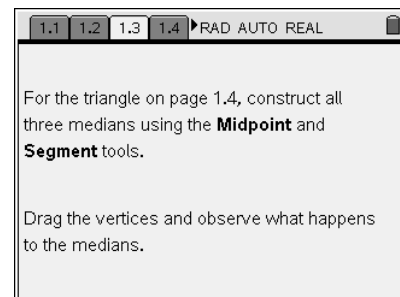 1.1 1.2 1.3 1.4 RAD AUTO REAL
For the triangle on page 1.4, construct all
three medians using the Midpoint and
Segment tools.
Drag the vertices and observe what happens
to the medians.